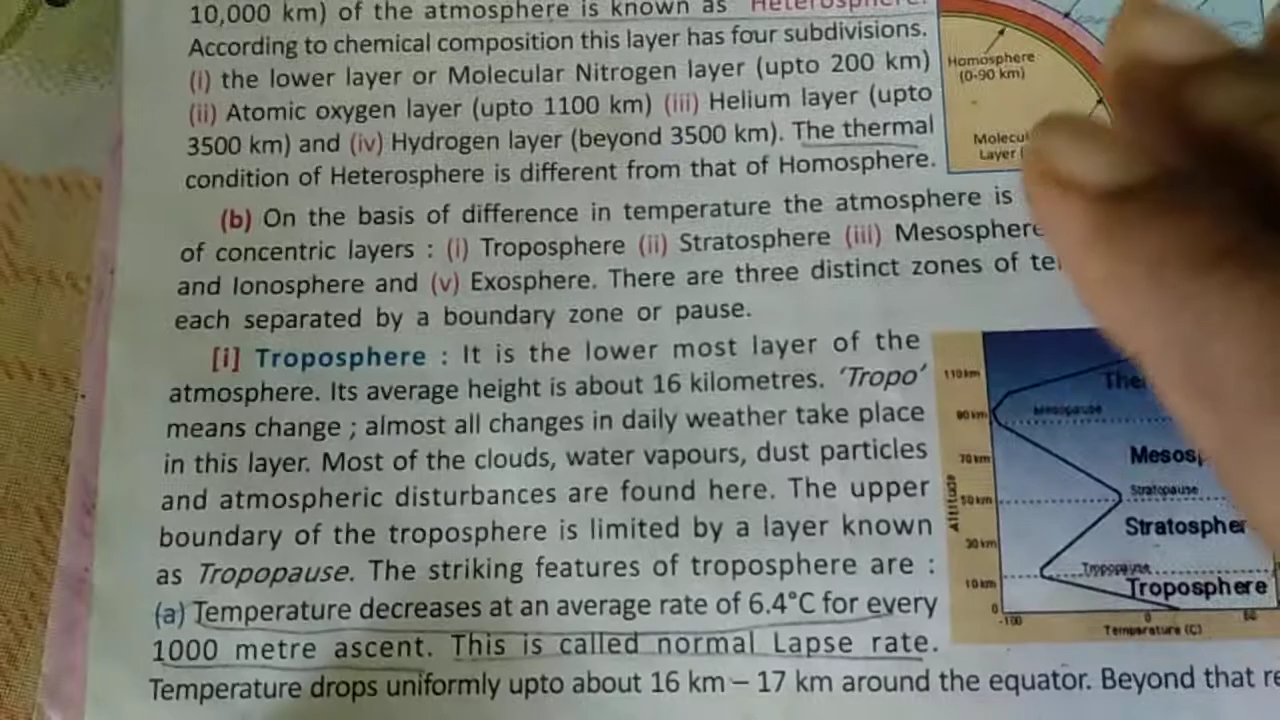 10,000 km) of the atmosphere is known as Heterosphere.
According to chemical composition this layer has four subdivisions.
(i) the lower layer or Molecular Nitrogen layer (upto 200 km)
(ii) Atomic oxygen layer (upto 1100 km) (iii) Helium layer (upto
3500 km) and (iv) Hydrogen layer (beyond 3500 km). The thermal
condition of Heterosphere is different from that of Homosphere.
Homosphere
(0-90 km)
Layer
(b) On the basis of difference in temperature the atmosphere is
of concentric layers : (i) Troposphere (ii) Stratosphere (iii) Mesosphere
and Ionosphere and (v) Exosphere. There are three distinct zones of
each separated by a boundary zone or pause.
[i] Troposphere : It is the lower most layer of the
atmosphere. Its average height is about 16 kilometres. 'Tropo'
means change ; almost all changes in daily weather take place
in this layer. Most of the clouds, water vapours, dust particles
and atmospheric disturbances are found here. The upper
boundary of the troposphere is limited by a layer known
as Tropopause. The striking features of troposphere are :
(a) Temperature decreases at an average rate of 6.4°C for every
1000 metre ascent. This is called normal Lapse rate.
Temperature drops uniformly upto about 16 km – 17 km around the equator. Beyond that
110 km
90 km
Mesopause
70 km
Stratopause
50 km
30 km
Tropopause
10 km
Troposphere
0
-100
0
Temperature (C)
Altitude